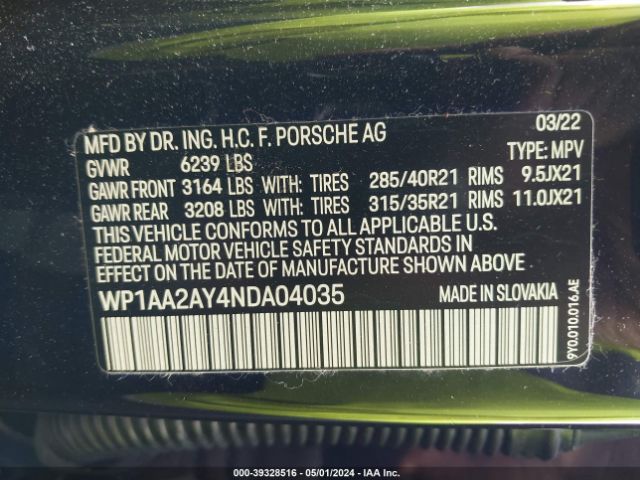 MFD BY DR. ING. H.C. F. PORSCHE AG 03/22
GVWR 6239 LBS TYPE: MPV
GAWR FRONT 3164 LBS WITH: TIRES 285/40R21 RIMS 9.5JX21
GAWR REAR 3208 LBS WITH: TIRES 315/35R21 RIMS 11.0JX21
THIS VEHICLE CONFORMS TO ALL APPLICABLE U.S.
FEDERAL MOTOR VEHICLE SAFETY STANDARDS IN
EFFECT ON THE DATE OF MANUFACTURE SHOWN ABOVE
WP1AA2AY4NDA04035 MADE IN SLOVAKIA
9Y0.010.016.AE
000-39328516 - 05/01/2024 - IAA Inc.